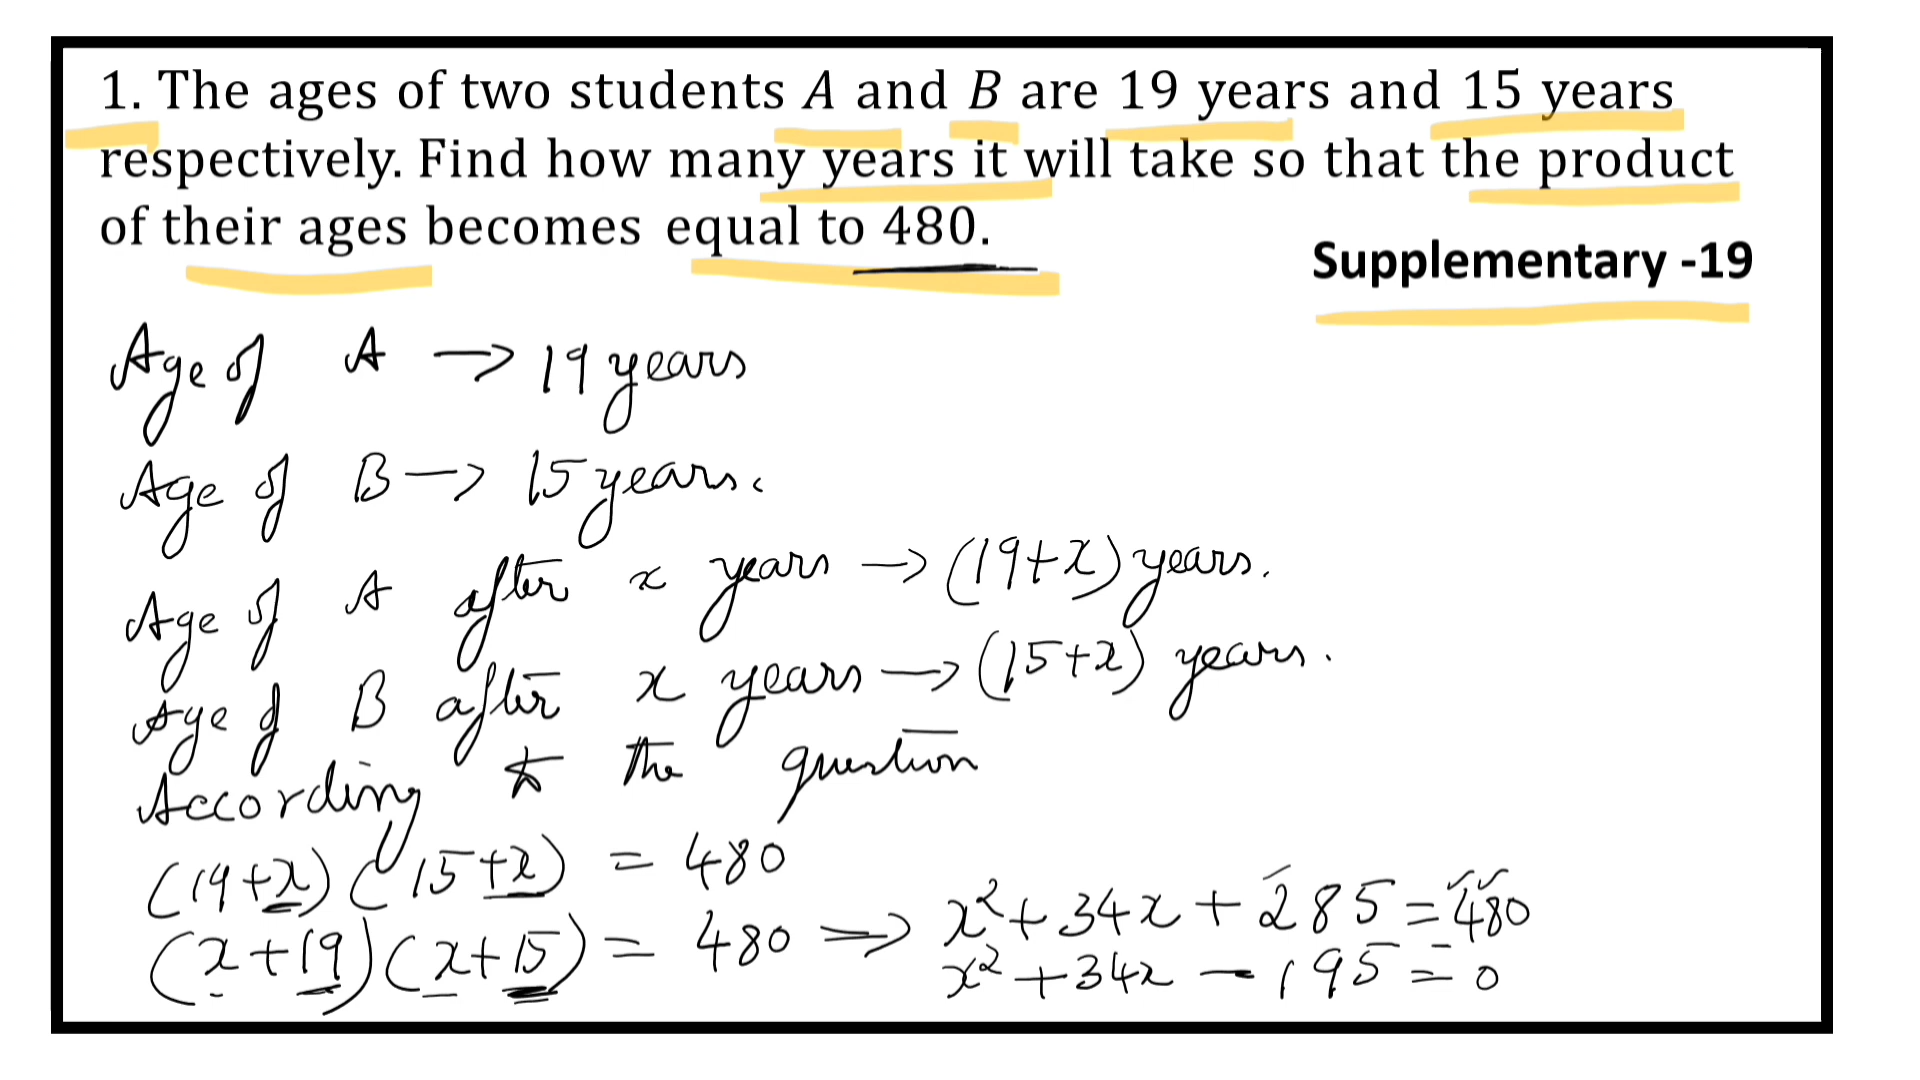 1. The ages of two students A and B are 19 years and 15 years
respectively. Find how many years it will take so that the product
of their ages becomes equal to 480.
Supplementary -19
Age of A → 19 years
Age of B → 15 years.
Age of A after x years → (19+x) years.
Age of B after x years → (15+x) years.
According to the question
(19+x)(15+x) = 480
(x+19)(x+15) = 480 ⇒ x²+34x+285=480
x²+34x-195=0